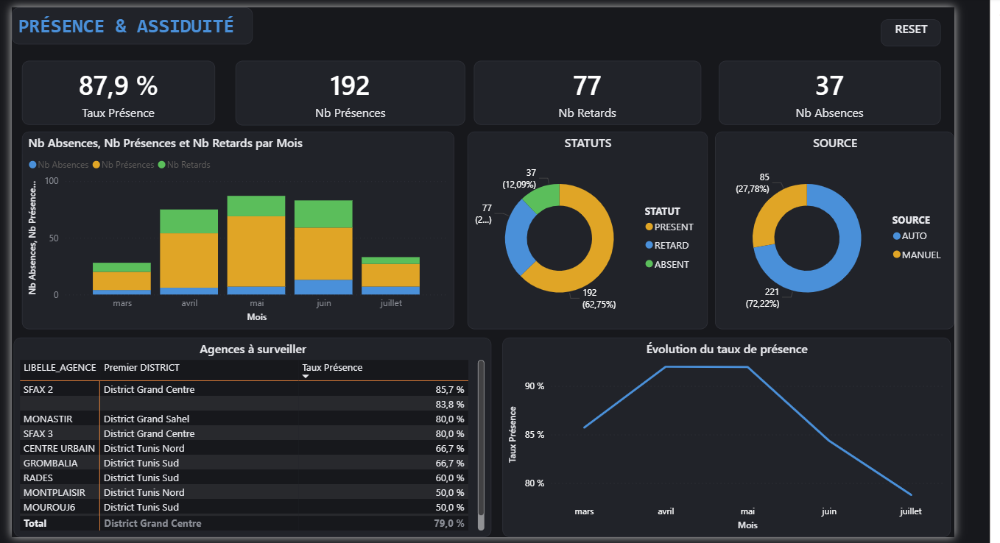 PRÉSENCE & ASSIDUITÉ
RESET
87,9 %
Taux Présence
192
Nb Présences
77
Nb Retards
37
Nb Absences
Nb Absences, Nb Présences et Nb Retards par Mois
Nb Absences Nb Présences Nb Retards
Nb Absences, Nb Présence...
100
50
0
mars avril mai juin juillet
Mois
STATUTS
37
(12,09%)
77
(2...)
192
(62,75%)
STATUT
PRESENT
RETARD
ABSENT
SOURCE
85
(27,78%)
221
(72,22%)
SOURCE
AUTO
MANUEL
Agences à surveiller
LIBELLE_AGENCE Premier DISTRICT Taux Présence
SFAX 2 District Grand Centre 85,7 %
83,8 %
MONASTIR District Grand Sahel 80,0 %
SFAX 3 District Grand Centre 80,0 %
CENTRE URBAIN District Tunis Nord 66,7 %
GROMBALIA District Tunis Sud 66,7 %
RADES District Tunis Sud 60,0 %
MONTPLAISIR District Tunis Nord 50,0 %
MOUROUJ6 District Tunis Sud 50,0 %
Total District Grand Centre 79,0 %
Évolution du taux de présence
Taux Présence
90 %
85 %
80 %
mars avril mai juin juillet
Mois